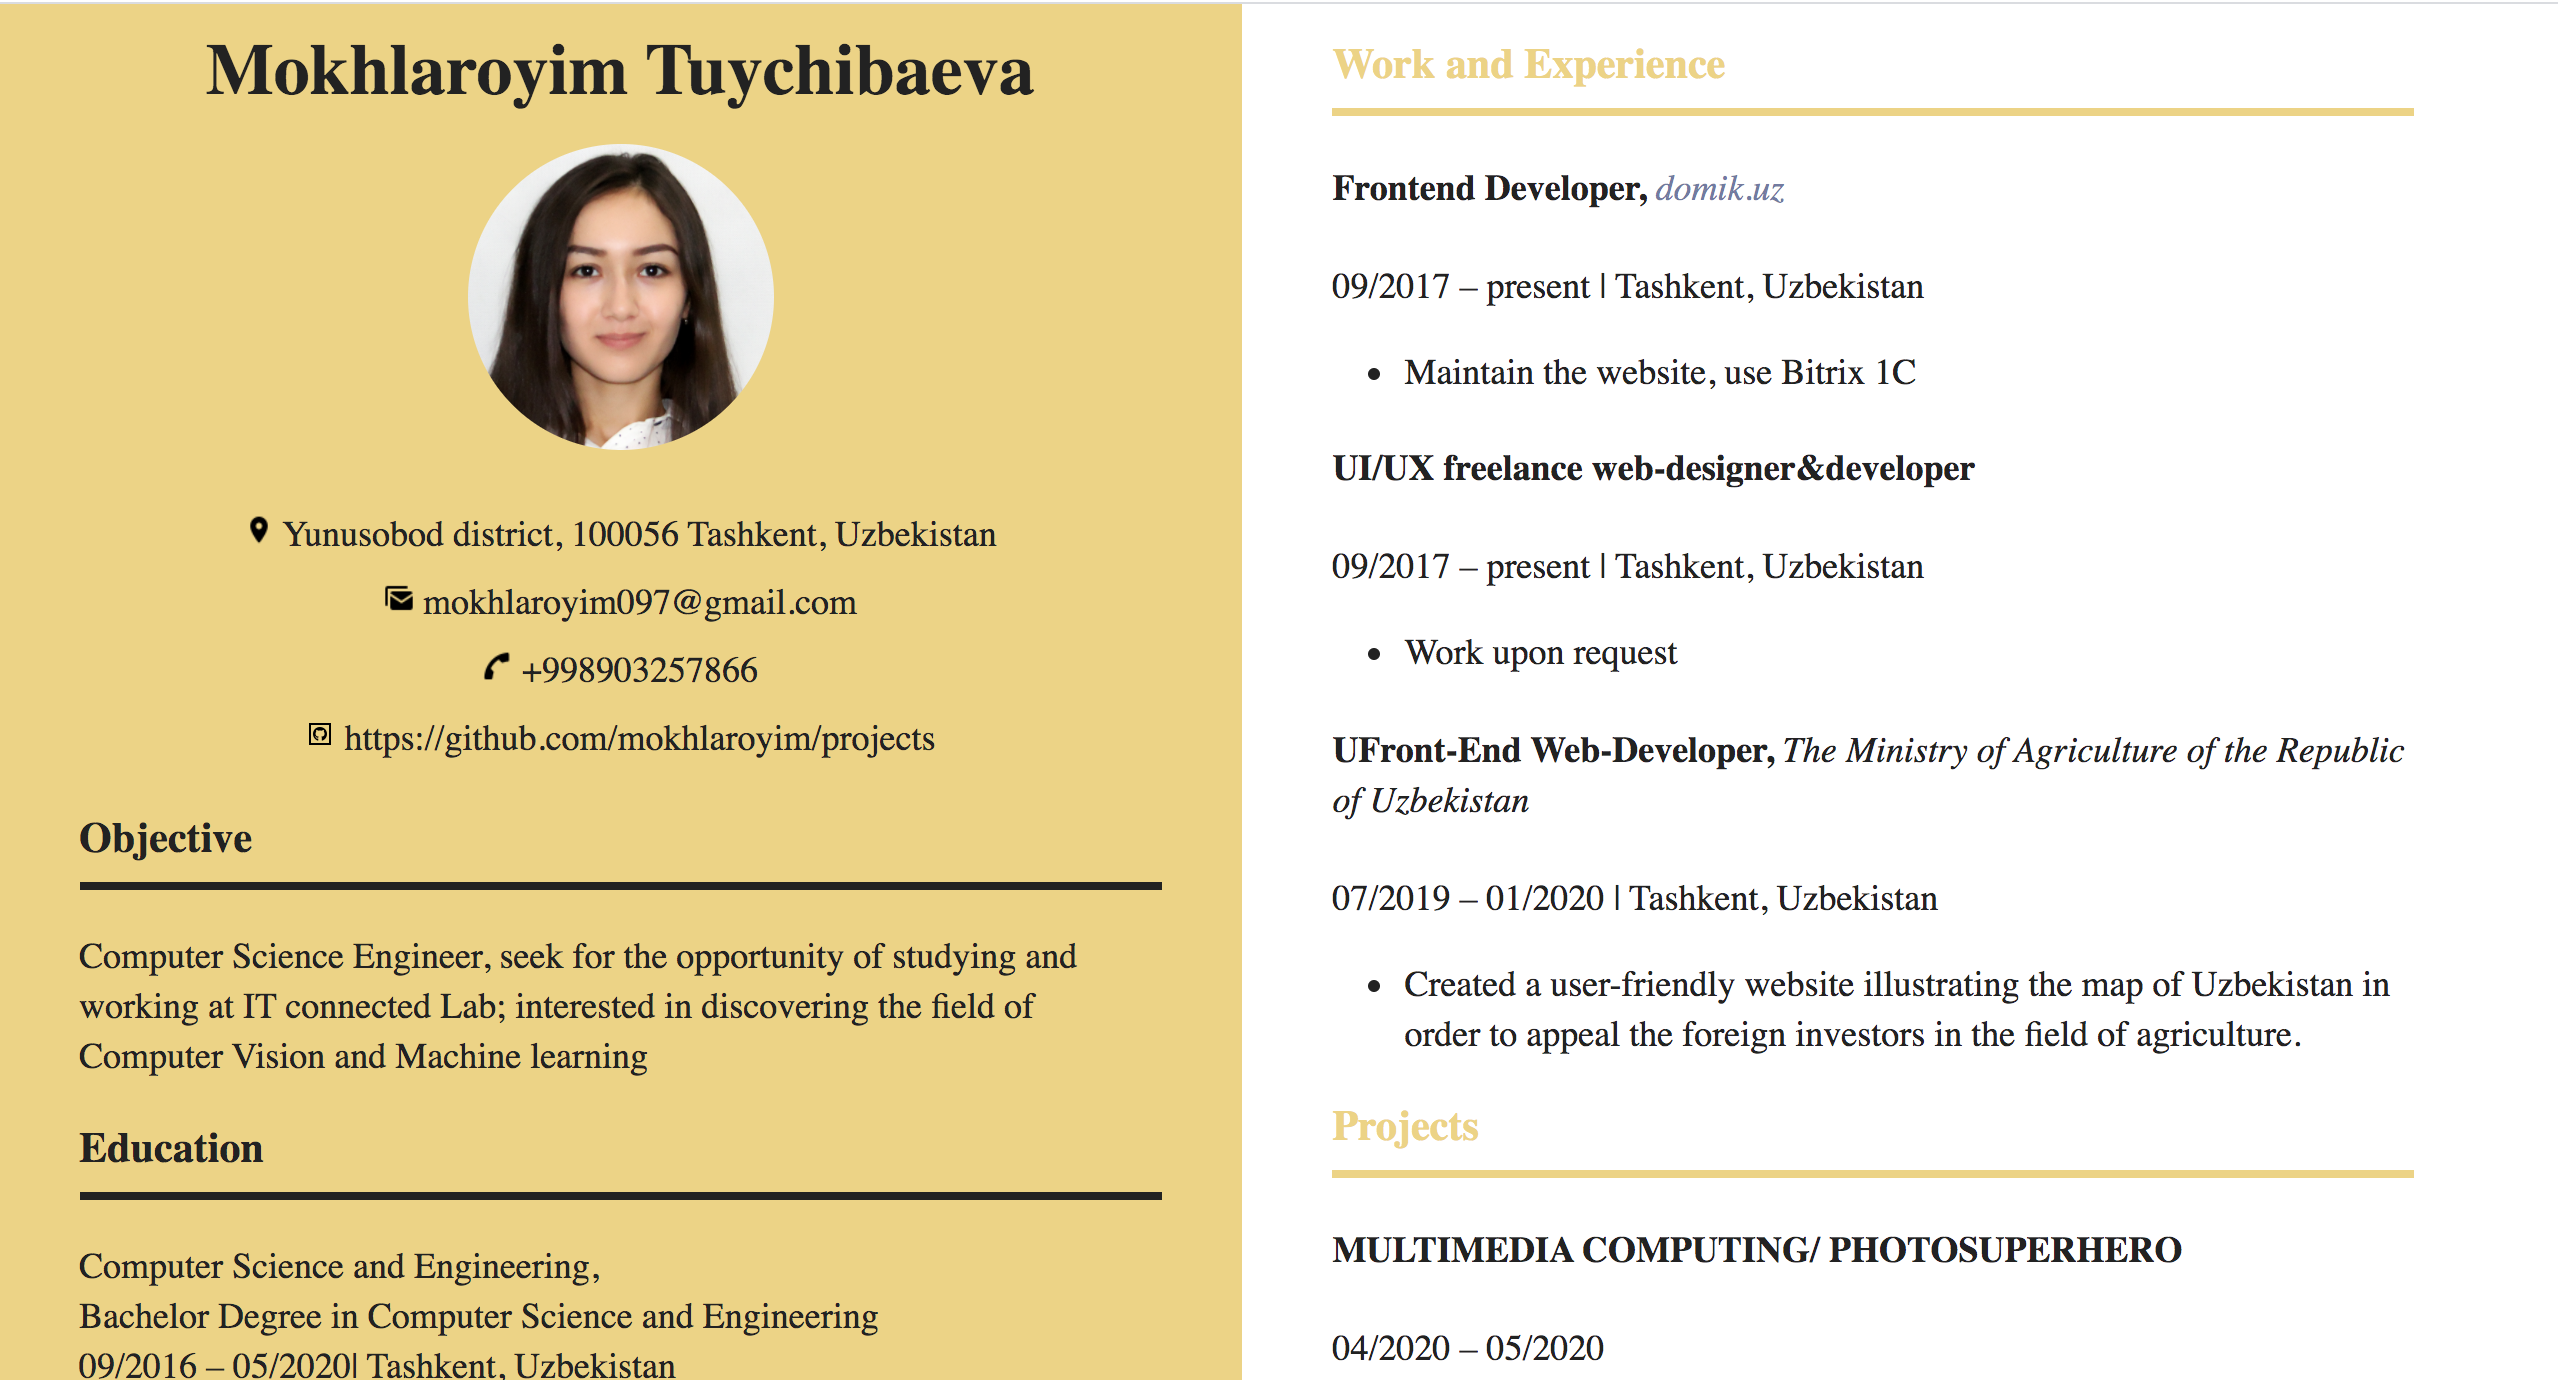 Mokhlaroyim Tuychibaeva
Yunusobod district, 100056 Tashkent, Uzbekistan
mokhlaroyim097@gmail.com
+998903257866
https://github.com/mokhlaroyim/projects
Objective
Computer Science Engineer, seek for the opportunity of studying and
working at IT connected Lab; interested in discovering the field of
Computer Vision and Machine learning
Education
Computer Science and Engineering,
Bachelor Degree in Computer Science and Engineering
09/2016 – 05/2020| Tashkent, Uzbekistan
Work and Experience
Frontend Developer, domik.uz
09/2017 – present | Tashkent, Uzbekistan
• Maintain the website, use Bitrix 1C
UI/UX freelance web-designer&developer
09/2017 – present | Tashkent, Uzbekistan
• Work upon request
UFront-End Web-Developer, The Ministry of Agriculture of the Republic
of Uzbekistan
07/2019 – 01/2020 | Tashkent, Uzbekistan
• Created a user-friendly website illustrating the map of Uzbekistan in
order to appeal the foreign investors in the field of agriculture.
Projects
MULTIMEDIA COMPUTING/ PHOTOSUPERHERO
04/2020 – 05/2020